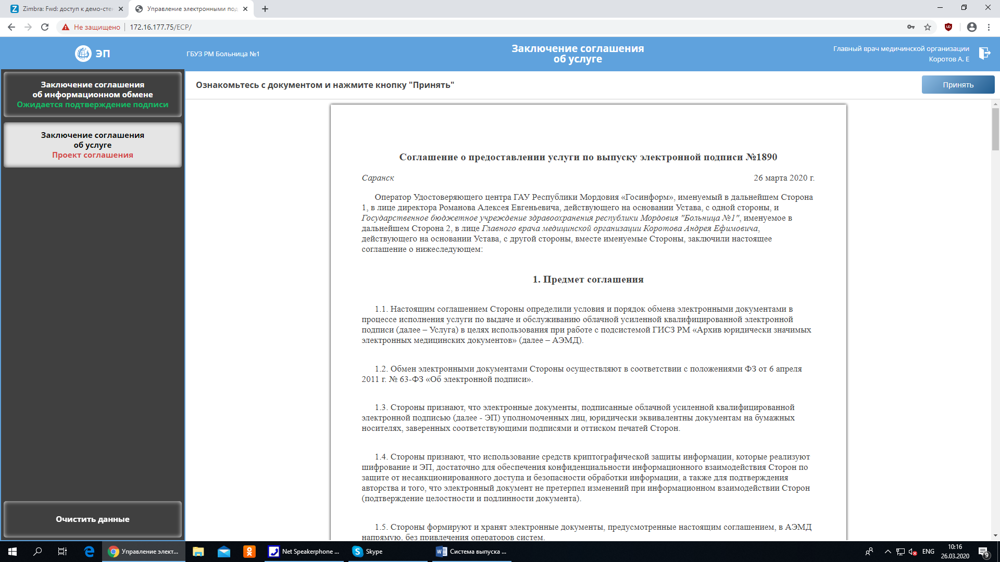 Zimbra: Fwd: доступ к демо-стен
Управление электронными под
Не защищено
172.16.177.75/ECP/
ЭП
ГБУЗ РМ Больница №1
Заключение соглашения
об услуге
Главный врач медичинской организации
Коротов А. Е
Заключение соглашения
об информационном обмене
Ожидается подтверждение подписи
Заключение соглашения
об услуге
Проект соглашения
Очистить данные
Ознакомьтесь с документом и нажмите кнопку "Принять"
Принять
Соглашение о предоставлении услуги по выпуску электронной подписи №1890
Саранск
26 марта 2020 г.
Оператор Удостоверяющего центра ГАУ Республики Мордовия «Госинформ», именуемый в дальнейшем Сторона
1, в лице директора Романова Алексея Евгеньевича, действующего на основании Устава, с одной стороны, и
Государственное бюджетное учреждение здравоохранения республики Мордовия "Больница №1", именуемое в
дальнейшем Сторона 2, в лице Главного врача медицинской организации Коротова Андрея Ефимовича,
действующего на основании Устава, с другой стороны, вместе именуемые Стороны, заключили настоящее
соглашение о нижеследующем:
1. Предмет соглашения
1.1. Настоящим соглашением Стороны определили условия и порядок обмена электронными документами в
процессе исполнения услуги по выдаче и обслуживанию облачной усиленной квалифицированной электронной
подписи (далее – Услуга) в целях использования при работе с подсистемой ГИСЗ РМ «Архив юридически значимых
электронных медицинских документов» (далее – АЭМД).
1.2. Обмен электронными документами Стороны осуществляют в соответствии с положениями ФЗ от 6 апреля
2011 г. № 63-ФЗ «Об электронной подписи».
1.3. Стороны признают, что электронные документы, подписанные облачной усиленной квалифицированной
электронной подписью (далее - ЭП) уполномоченных лиц, юридически эквивалентны документам на бумажных
носителях, заверенных соответствующими подписями и оттиском печатей Сторон.
1.4. Стороны признают, что использование средств криптографической защиты информации, которые реализуют
шифрование и ЭП, достаточно для обеспечения конфиденциальности информационного взаимодействия Сторон по
защите от несанкционированного доступа и безопасности обработки информации, а также для подтверждения
авторства и того, что электронный документ не претерпел изменений при информационном взаимодействии Сторон
(подтверждение целостности и подлинности документа).
1.5. Стороны формируют и хранят электронные документы, предусмотренные настоящим соглашением, в АЭМД
напрямую, без привлечения операторов систем.
Управление элект...
Net Speakerphone ...
Skype
Система выпуска ...
ENG
10:16
26.03.2020
9